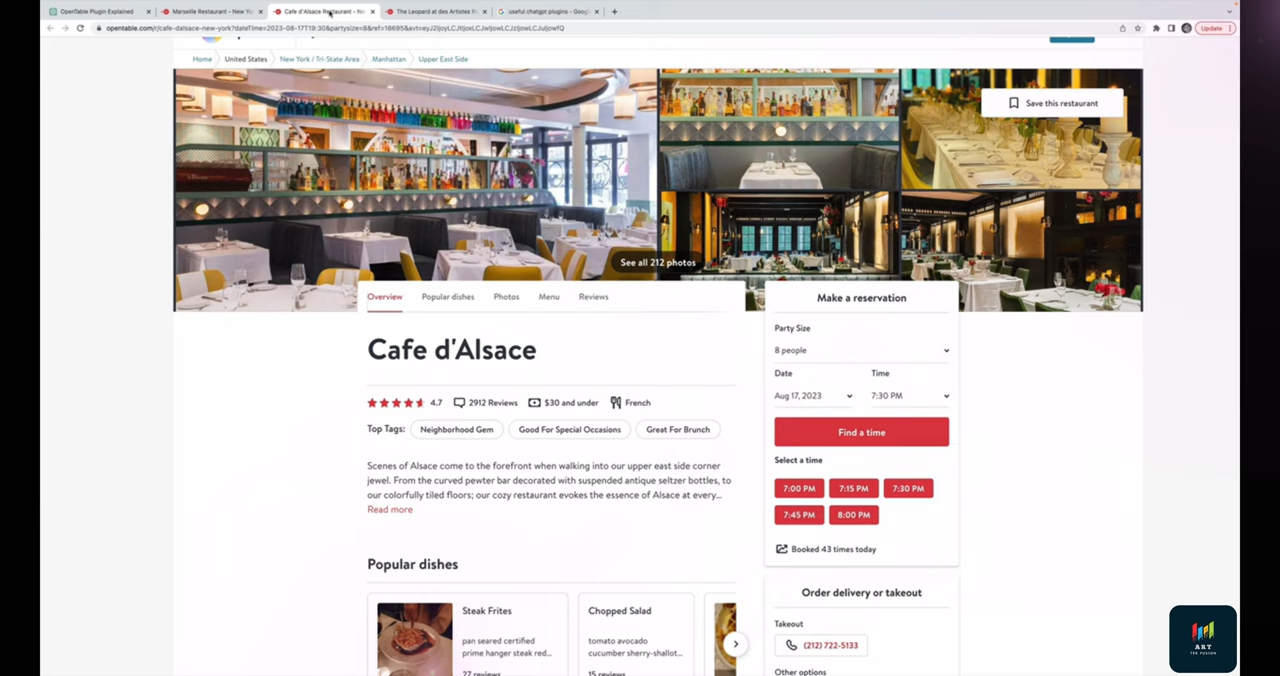 OpenTable Plugin Explained
Marseille Restaurant - New Yo
Cafe d'Alsace Restaurant - Ne
The Leopard at des Artistes R
useful chatgpt plugins - Goog
Update
Home
United States
New York / Tri-State Area
Manhattan
Upper East Side
Save this restaurant
See all 212 photos
Overview
Popular dishes
Photos
Menu
Reviews
Cafe d'Alsace
4.7
2912 Reviews
$30 and under
French
Top Tags:
Neighborhood Gem
Good For Special Occasions
Great For Brunch
Scenes of Alsace come to the forefront when walking into our upper east side corner
jewel. From the curved pewter bar decorated with suspended antique seltzer bottles, to
our colorfully tiled floors; our cozy restaurant evokes the essence of Alsace at every...
Read more
Popular dishes
Steak Frites
pan seared certified
prime hanger steak red...
27 reviews
Chopped Salad
tomato avocado
cucumber sherry-shallot...
15 reviews
Make a reservation
Party Size
8 people
Date
Time
Aug 17, 2023
7:30 PM
Find a time
Select a time
7:00 PM
7:15 PM
7:30 PM
7:45 PM
8:00 PM
Booked 43 times today
Order delivery or takeout
Takeout
(212) 722-5133
Other options
ART
TEK FUSION